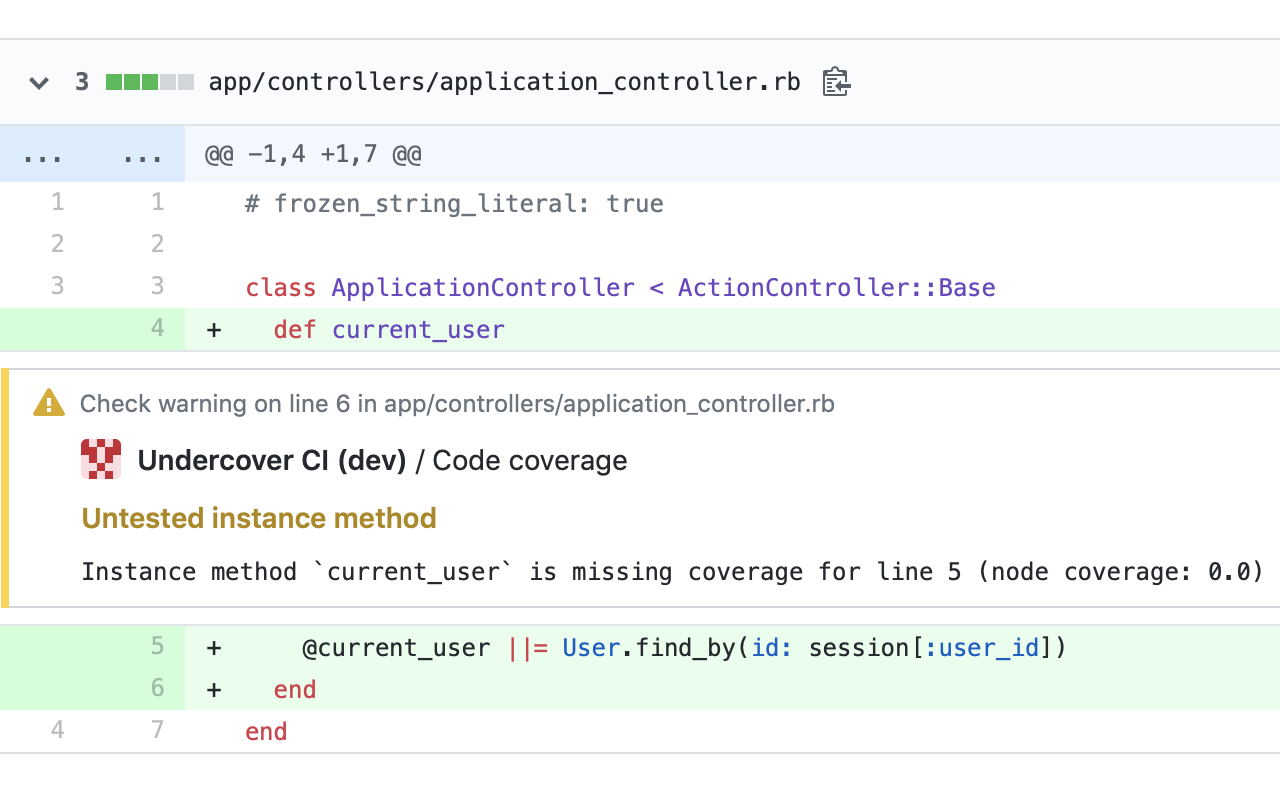 3 app/controllers/application_controller.rb
... ... @@ -1,4 +1,7 @@
1 1 # frozen_string_literal: true
2 2
3 3 class ApplicationController < ActionController::Base
4 + def current_user
Check warning on line 6 in app/controllers/application_controller.rb
Undercover CI (dev) / Code coverage
Untested instance method
Instance method `current_user` is missing coverage for line 5 (node coverage: 0.0)
5 + @current_user ||= User.find_by(id: session[:user_id])
6 + end
4 7 end